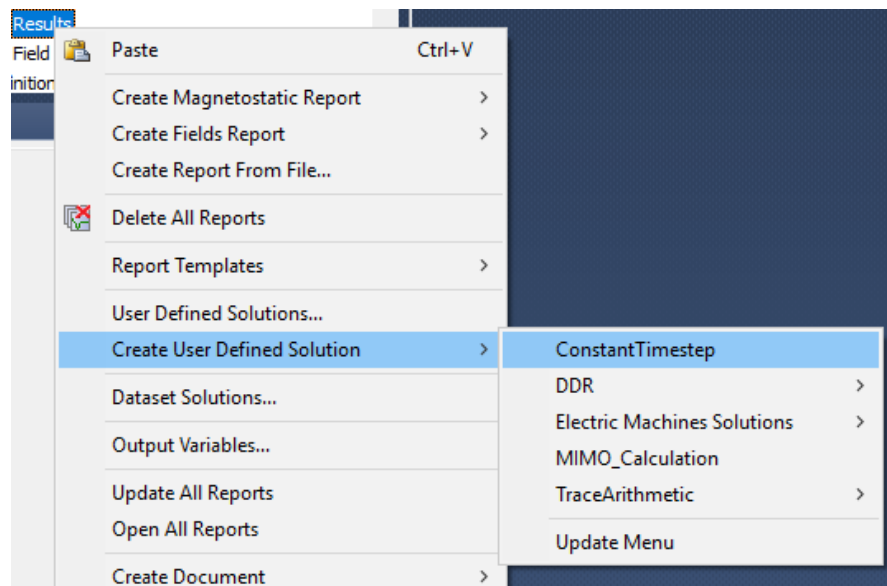 Results
Field
inition
Paste Ctrl+V
Create Magnetostatic Report
Create Fields Report
Create Report From File...
Delete All Reports
Report Templates
User Defined Solutions...
Create User Defined Solution
Dataset Solutions...
Output Variables...
Update All Reports
Open All Reports
Create Document
ConstantTimestep
DDR
Electric Machines Solutions
MIMO_Calculation
TraceArithmetic
Update Menu